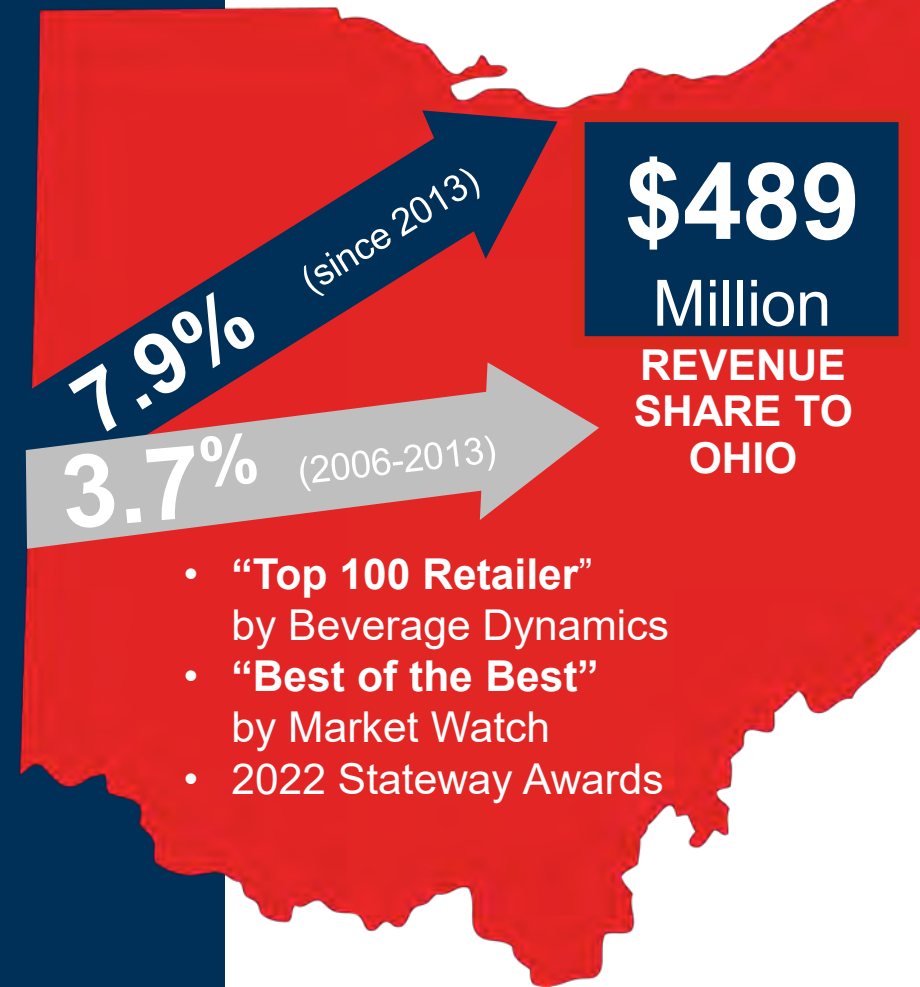 7.9% (since 2013)
3.7% (2006-2013)
$489
Million
REVENUE
SHARE TO
OHIO
• “Top 100 Retailer”
by Beverage Dynamics
• “Best of the Best”
by Market Watch
• 2022 Stateway Awards